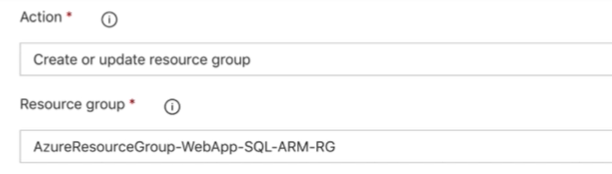 Action *
Create or update resource group
Resource group *
AzureResourceGroup-WebApp-SQL-ARM-RG